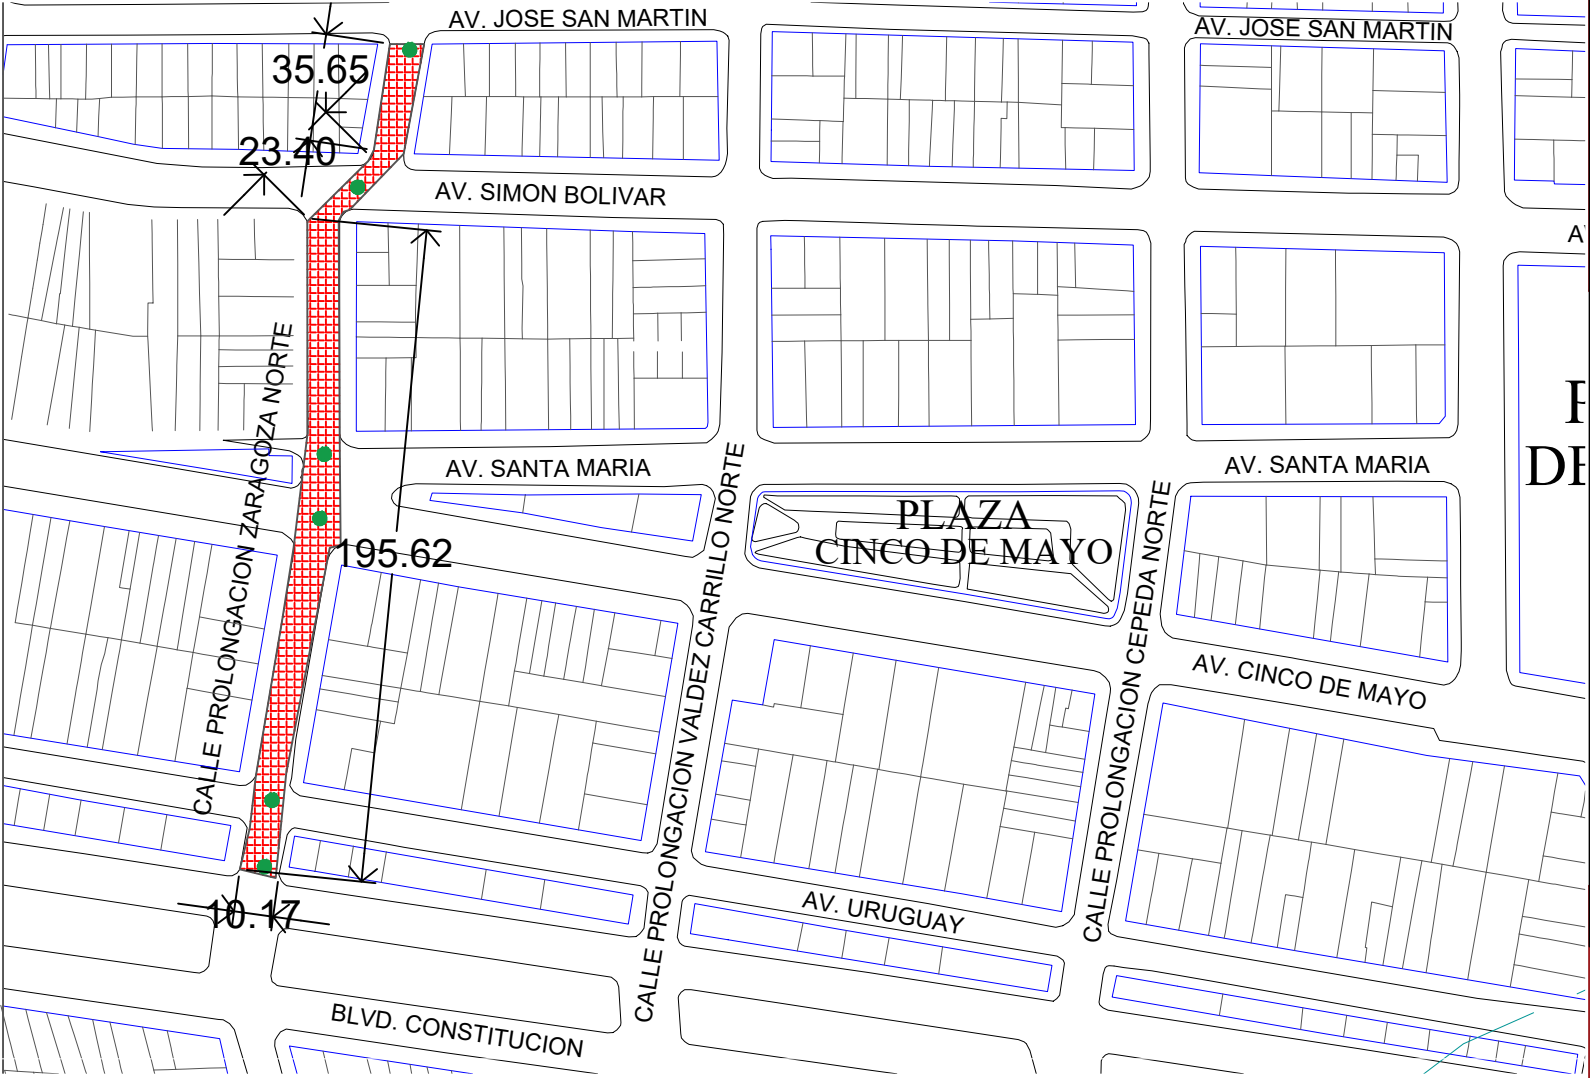 AV. JOSE SAN MARTIN
AV. JOSE SAN MARTIN
35.65
23.40
AV. SIMON BOLIVAR
CALLE PROLONGACION ZARAGOZA NORTE
AV. SANTA MARIA
AV. SANTA MARIA
PLAZA
CINCO DE MAYO
195.62
CALLE PROLONGACION VALDEZ CARRILLO NORTE
CALLE PROLONGACION CEPEDA NORTE
AV. CINCO DE MAYO
10.17
AV. URUGUAY
BLVD. CONSTITUCION